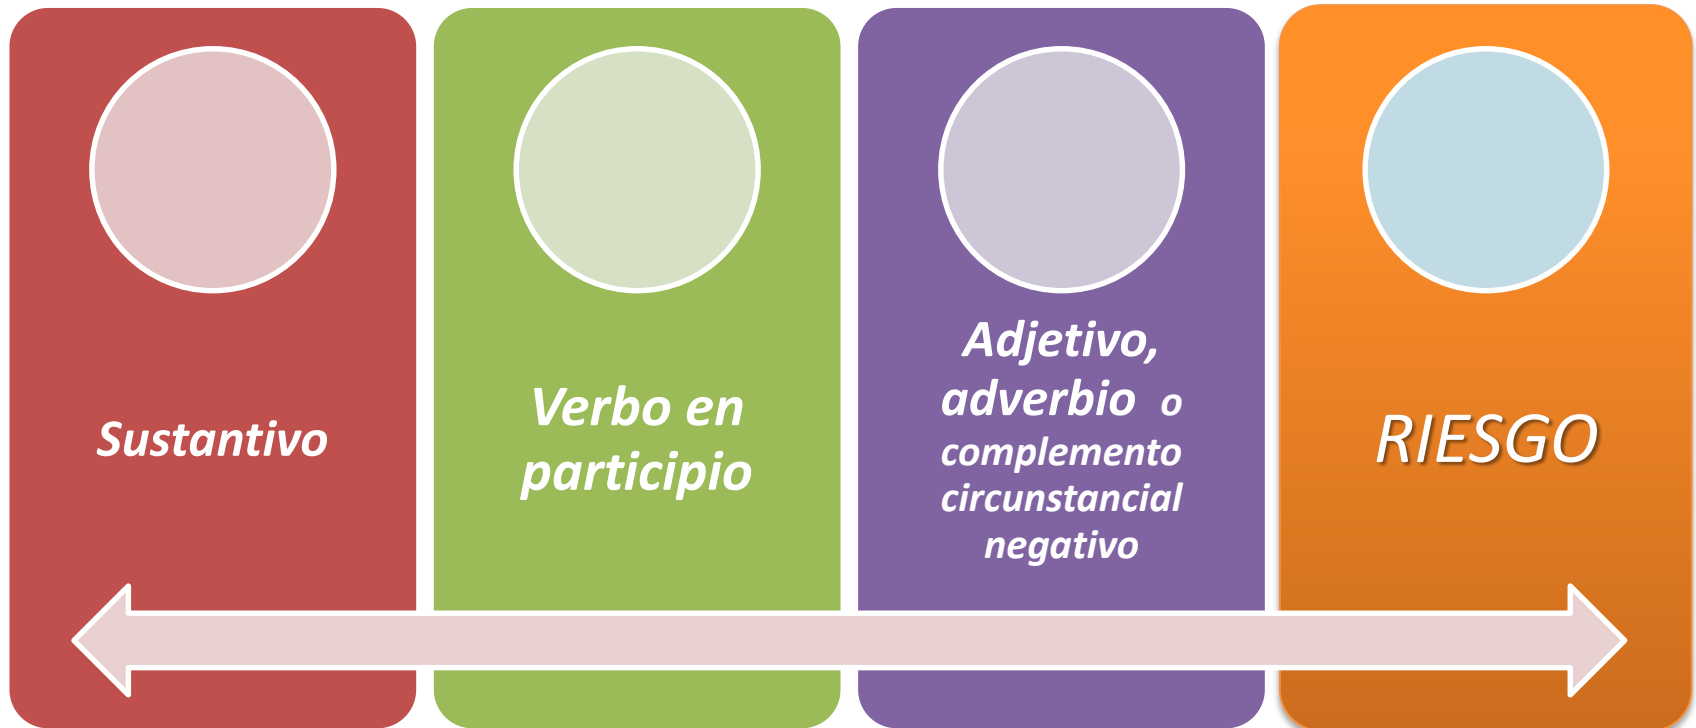 Sustantivo
Verbo en
participio
Adjetivo,
adverbio o
complemento
circunstancial
negativo
RIESGO